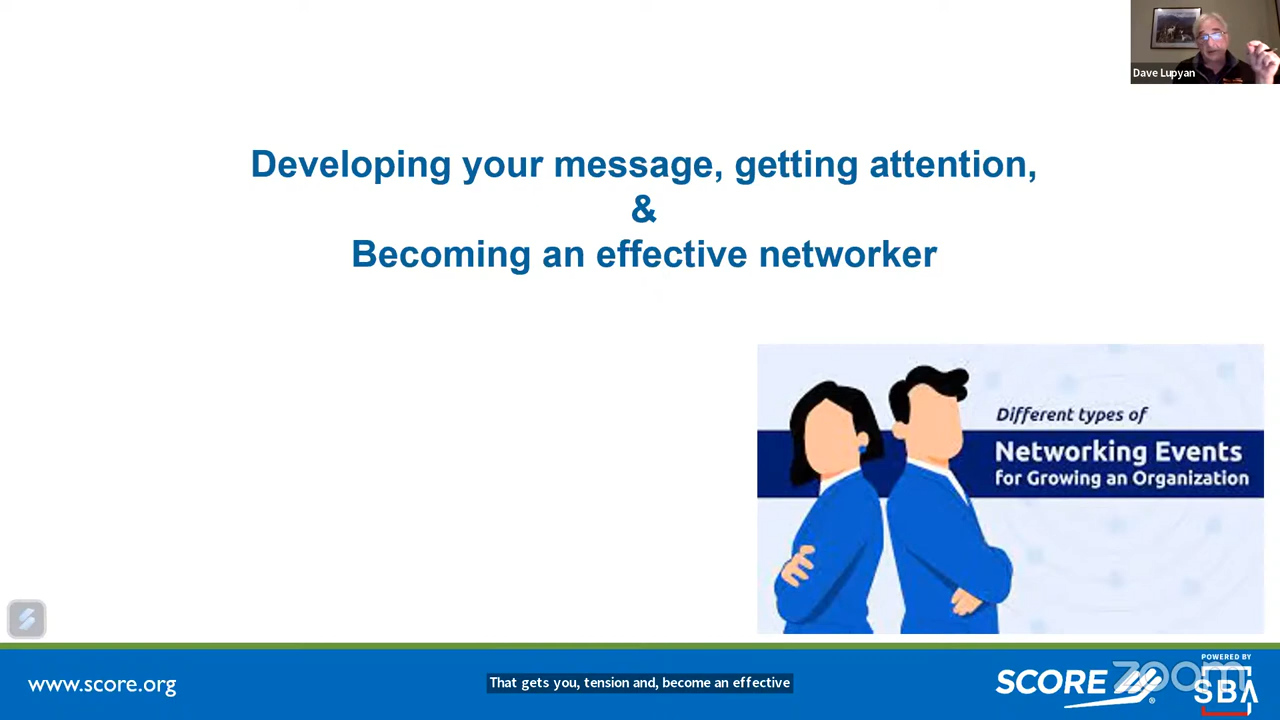 Dave Lupyan
Developing your message, getting attention,
&
Becoming an effective networker
Different types of
Networking Events
for Growing an Organization
www.score.org
That gets you, tension and, become an effective
SCORE
®
zoom
POWERED BY
SBA